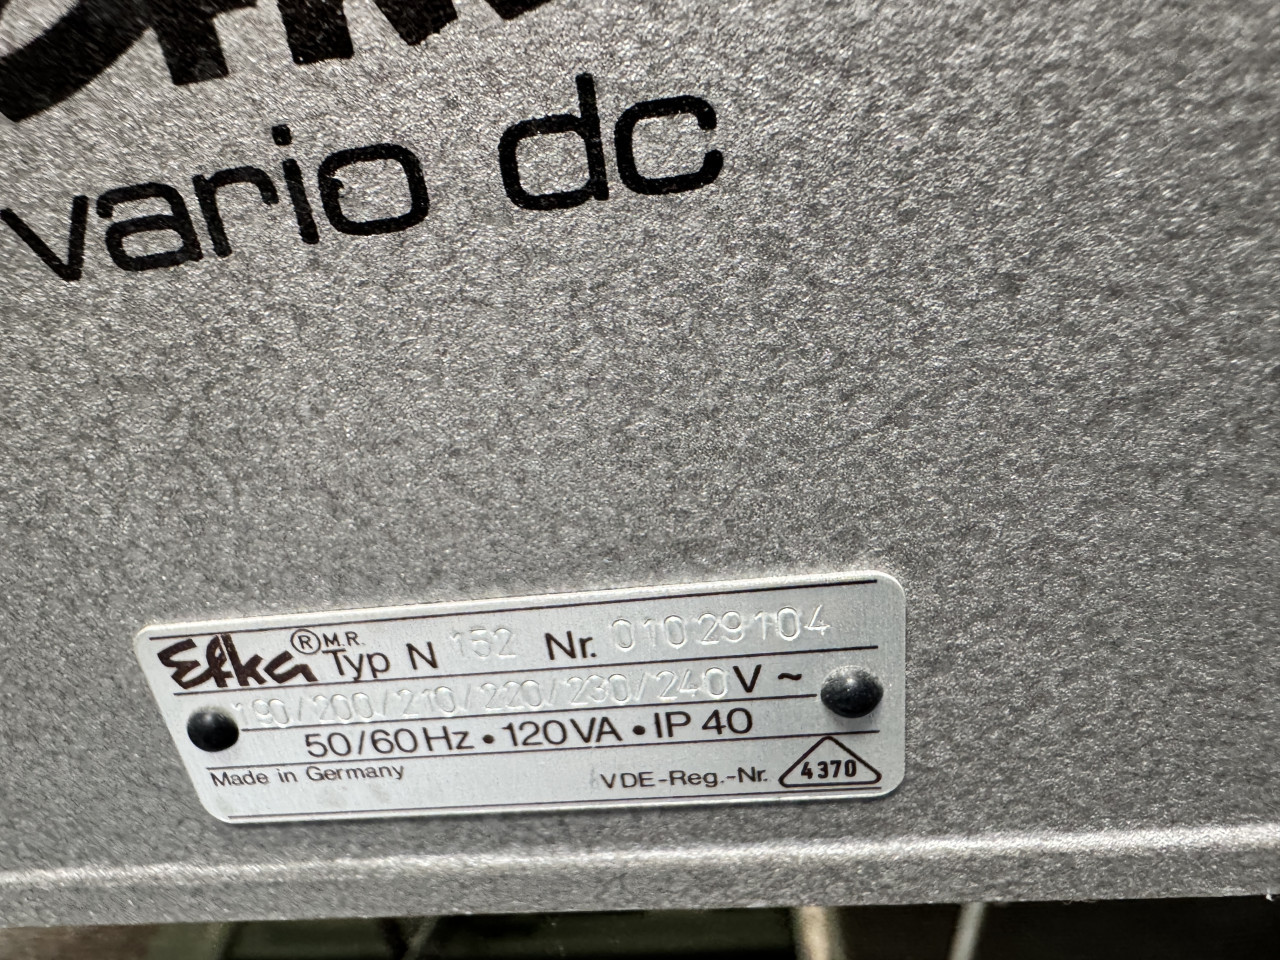 vario dc
Efka ® M.R. Typ N 152 Nr. 01029104
190/200/210/220/230/240 V ~
50/60Hz • 120VA • IP 40
Made in Germany VDE-Reg.-Nr. 4370